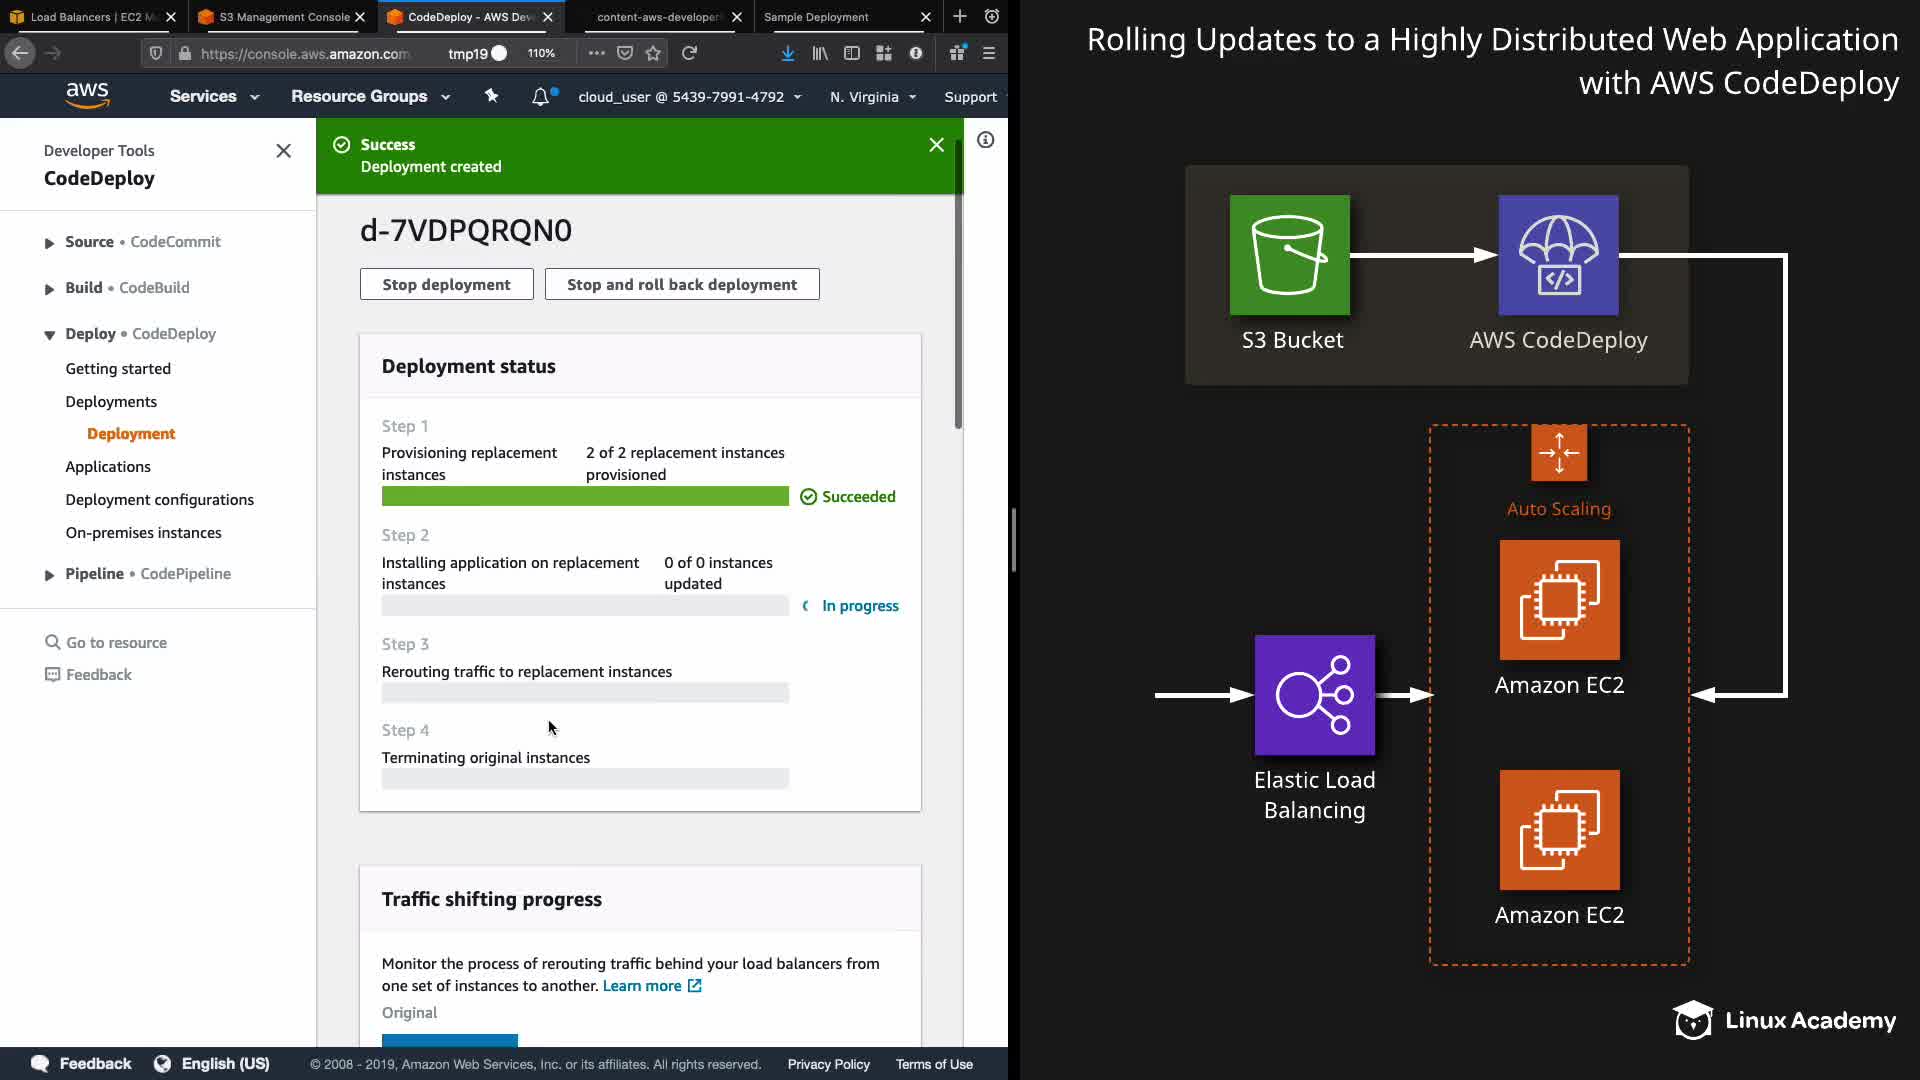 Load Balancers | EC2 M
S3 Management Console
CodeDeploy - AWS Dev
content-aws-developer
Sample Deployment
https://console.aws.amazon.com
tmp19
110%
aws
Services
Resource Groups
cloud_user @ 5439-7991-4792
N. Virginia
Support
Developer Tools
CodeDeploy
Source • CodeCommit
Build • CodeBuild
Deploy • CodeDeploy
Getting started
Deployments
Deployment
Applications
Deployment configurations
On-premises instances
Pipeline • CodePipeline
Go to resource
Feedback
Success
Deployment created
d-7VDPQRQN0
Stop deployment
Stop and roll back deployment
Deployment status
Step 1
Provisioning replacement
instances
2 of 2 replacement instances
provisioned
Succeeded
Step 2
Installing application on replacement
instances
0 of 0 instances
updated
In progress
Step 3
Rerouting traffic to replacement instances
Step 4
Terminating original instances
Traffic shifting progress
Monitor the process of rerouting traffic behind your load balancers from
one set of instances to another. Learn more
Original
Feedback
English (US)
© 2008 - 2019, Amazon Web Services, Inc. or its affiliates. All rights reserved.
Privacy Policy
Terms of Use
Rolling Updates to a Highly Distributed Web Application
with AWS CodeDeploy
S3 Bucket
</>
AWS CodeDeploy
Auto Scaling
Amazon EC2
Elastic Load
Balancing
Amazon EC2
Linux Academy